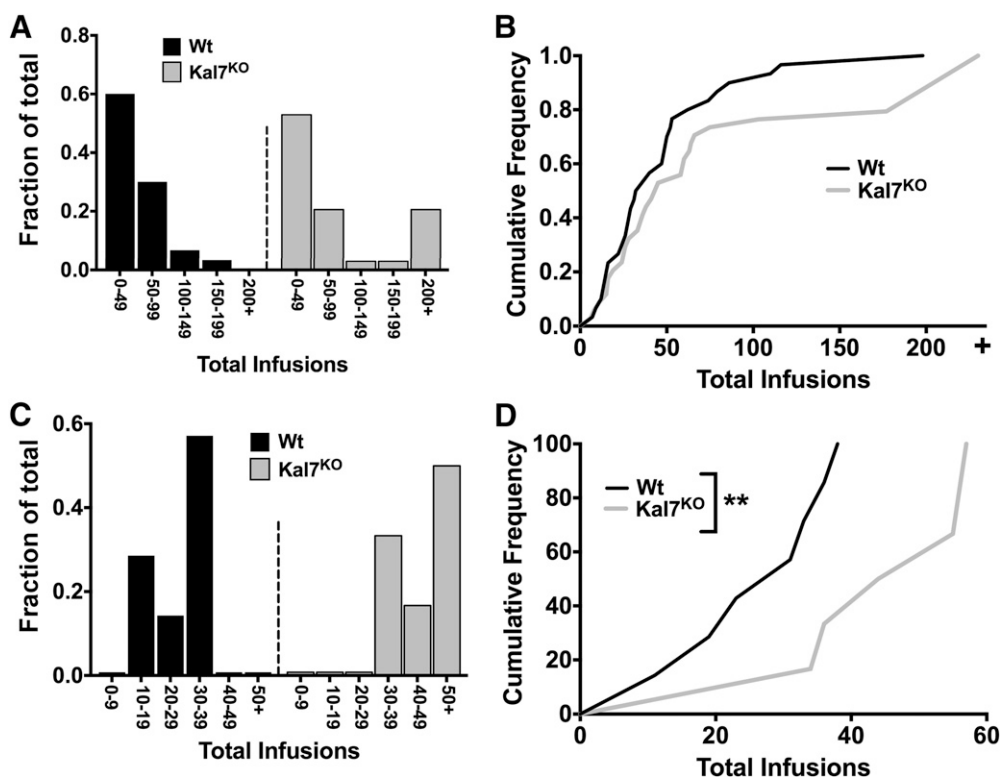 A
Fraction of total
0.8
0.6
0.4
0.2
0.0
Wt
Kal7KO
0-49
50-99
100-149
150-199
200+
0-49
50-99
100-149
150-199
200+
Total Infusions
B
Cumulative Frequency
1.0
0.8
0.6
0.4
0.2
0.0
Wt
Kal7KO
0 50 100 150 200 +
Total Infusions
C
Fraction of total
0.6
0.4
0.2
0.0
Wt
Kal7KO
0-9
10-19
20-29
30-39
40-49
50+
0-9
10-19
20-29
30-39
40-49
50+
Total Infusions
D
Cumulative Frequency
100
80
60
40
20
0
Wt
Kal7KO
**
0 20 40 60
Total Infusions